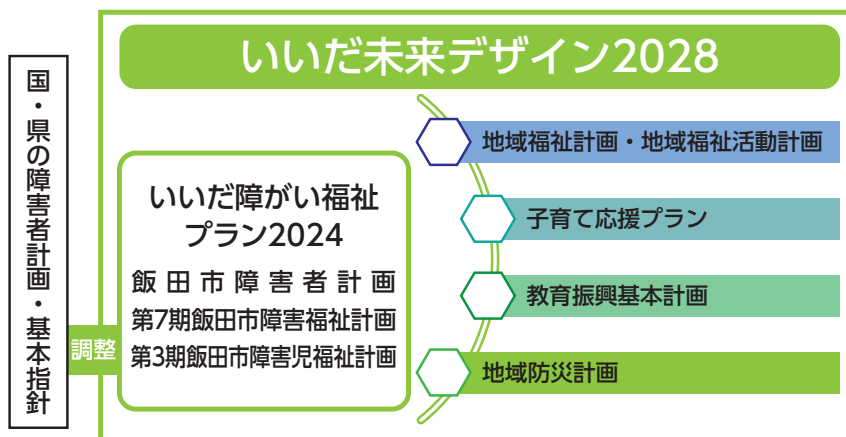 いいだ未来デザイン2028
国・県の障害者計画・基本指針
調整
いいだ障がい福祉
プラン2024
飯田市障害者計画
第7期飯田市障害福祉計画
第3期飯田市障害児福祉計画
地域福祉計画・地域福祉活動計画
子育て応援プラン
教育振興基本計画
地域防災計画